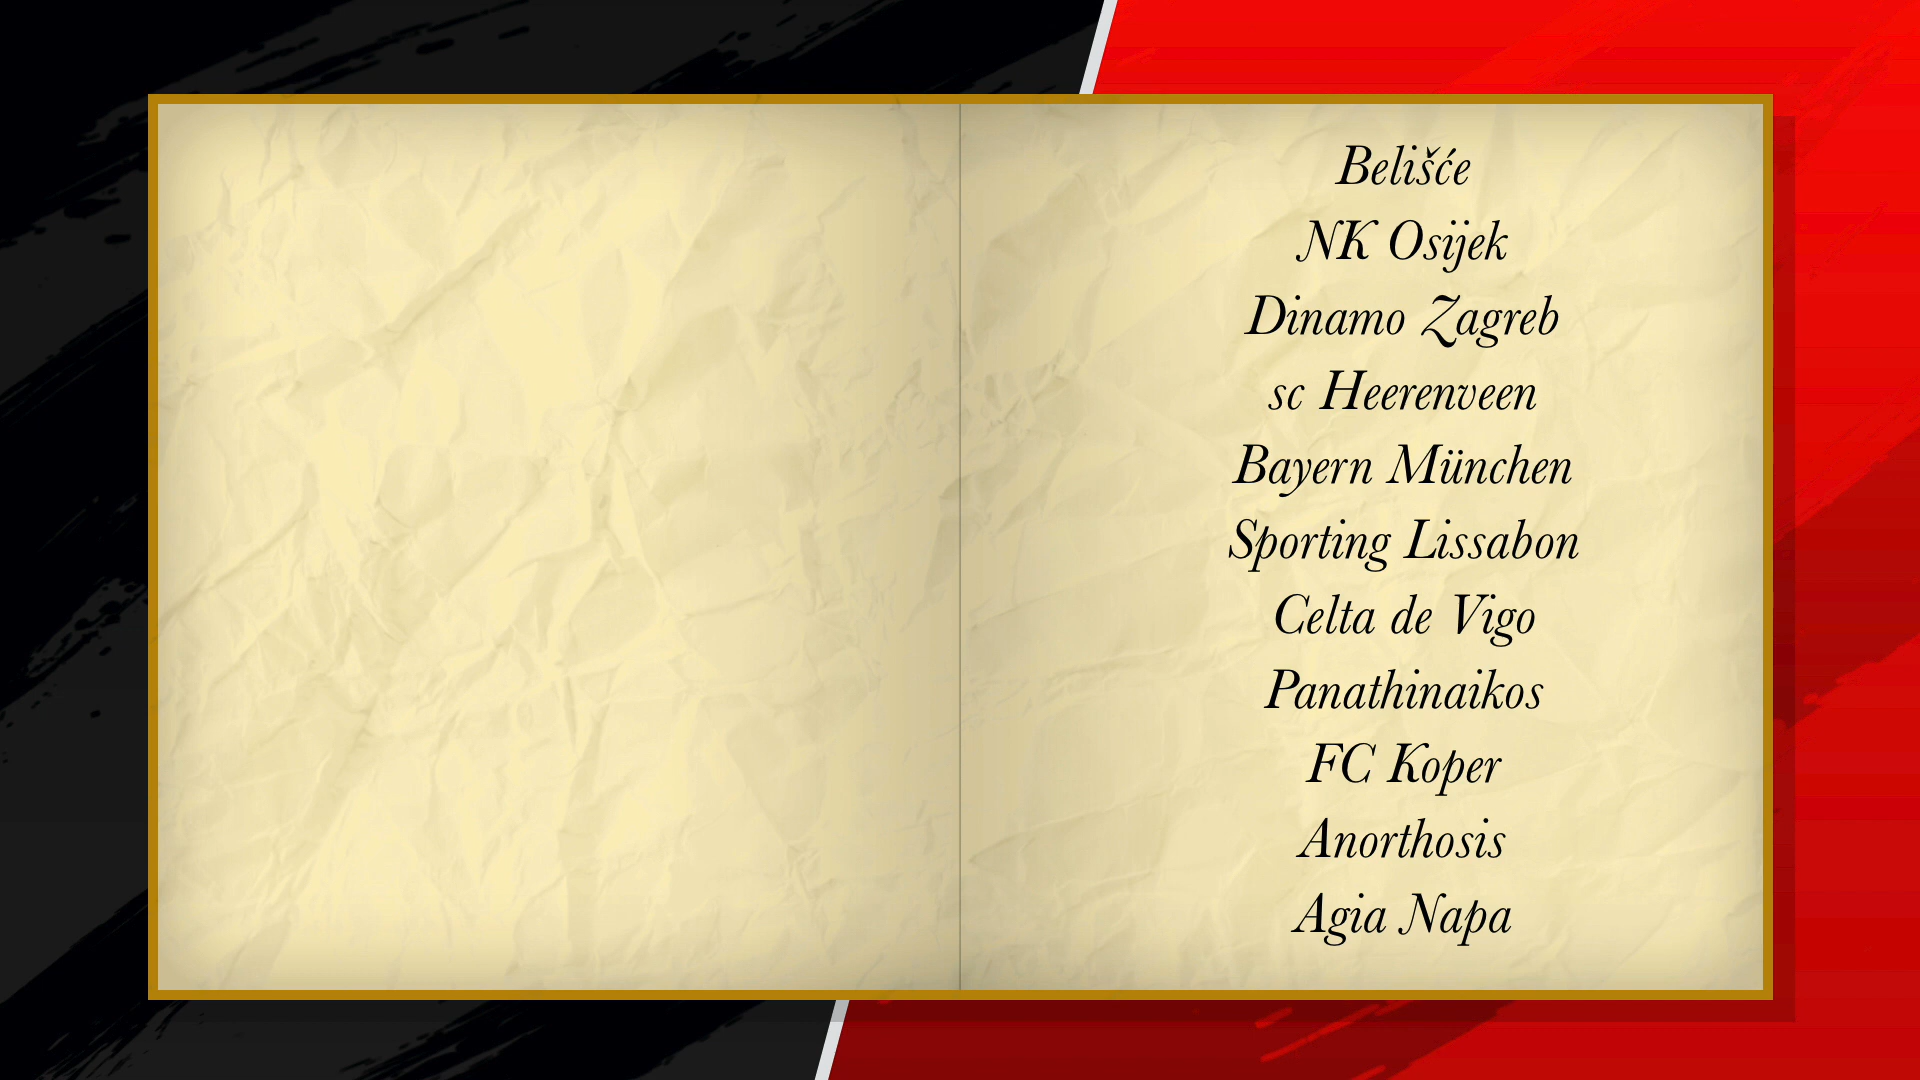 Belišće
NK Osijek
Dinamo Zagreb
sc Heerenveen
Bayern München
Sporting Lissabon
Celta de Vigo
Panathinaikos
FC Koper
Anorthosis
Agia Napa